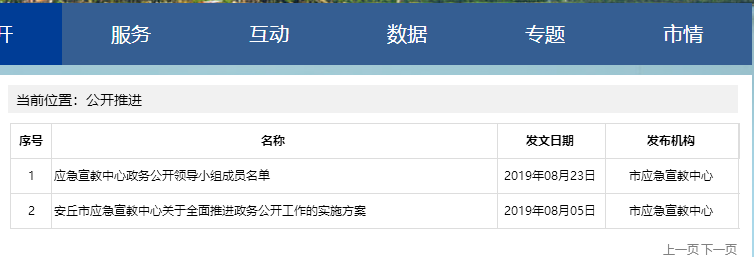 开 服务 互动 数据 专题 市情
当前位置：公开推进
序号 名称 发文日期 发布机构
1 应急宣教中心政务公开领导小组成员名单 2019年08月23日 市应急宣教中心
2 安丘市应急宣教中心关于全面推进政务公开工作的实施方案 2019年08月05日 市应急宣教中心
上一页 下一页